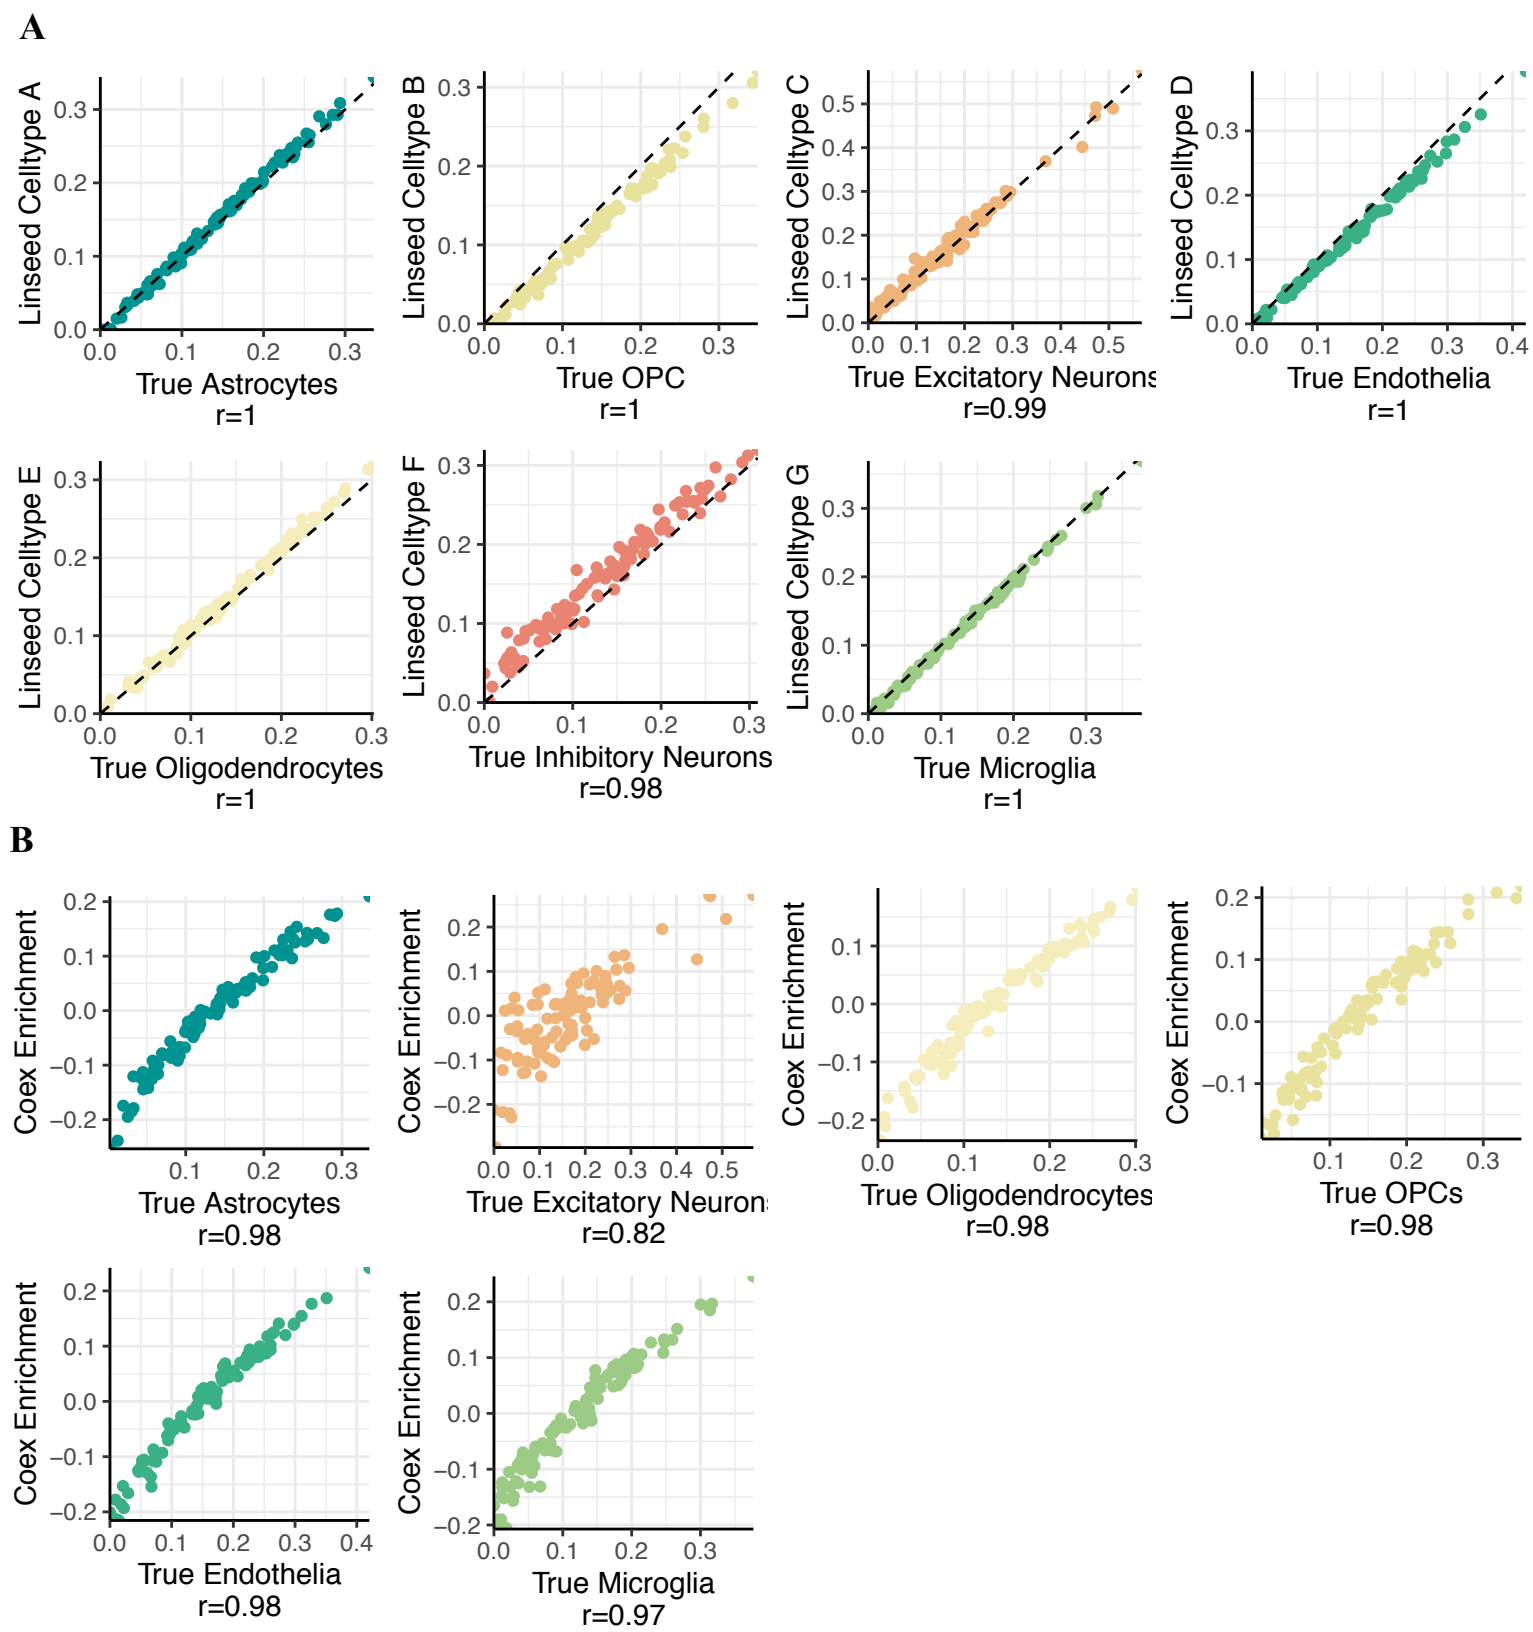 A
Linseed Celltype A
0.3
0.2
0.1
0.0
0.0 0.1 0.2 0.3
True Astrocytes
r=1
Linseed Celltype B
0.3
0.2
0.1
0.0
0.0 0.1 0.2 0.3
True OPC
r=1
Linseed Celltype C
0.5
0.4
0.3
0.2
0.1
0.0
0.0 0.1 0.2 0.3 0.4 0.5
True Excitatory Neurons
r=0.99
Linseed Celltype D
0.3
0.2
0.1
0.0
0.0 0.1 0.2 0.3 0.4
True Endothelia
r=1
Linseed Celltype E
0.3
0.2
0.1
0.0
0.0 0.1 0.2 0.3
True Oligodendrocytes
r=1
Linseed Celltype F
0.3
0.2
0.1
0.0
0.0 0.1 0.2 0.3
True Inhibitory Neurons
r=0.98
Linseed Celltype G
0.3
0.2
0.1
0.0
0.0 0.1 0.2 0.3
True Microglia
r=1
B
Coex Enrichment
0.2
0.1
0.0
−0.1
−0.2
0.1 0.2 0.3
True Astrocytes
r=0.98
Coex Enrichment
0.2
0.1
0.0
−0.1
−0.2
0.0 0.1 0.2 0.3 0.4 0.5
True Excitatory Neurons
r=0.82
Coex Enrichment
0.1
0.0
−0.1
−0.2
0.0 0.1 0.2 0.3
True Oligodendrocytes
r=0.98
Coex Enrichment
0.2
0.1
0.0
−0.1
0.1 0.2 0.3
True OPCs
r=0.98
Coex Enrichment
0.2
0.1
0.0
−0.1
−0.2
0.0 0.1 0.2 0.3 0.4
True Endothelia
r=0.98
Coex Enrichment
0.2
0.1
0.0
−0.1
−0.2
0.0 0.1 0.2 0.3
True Microglia
r=0.97